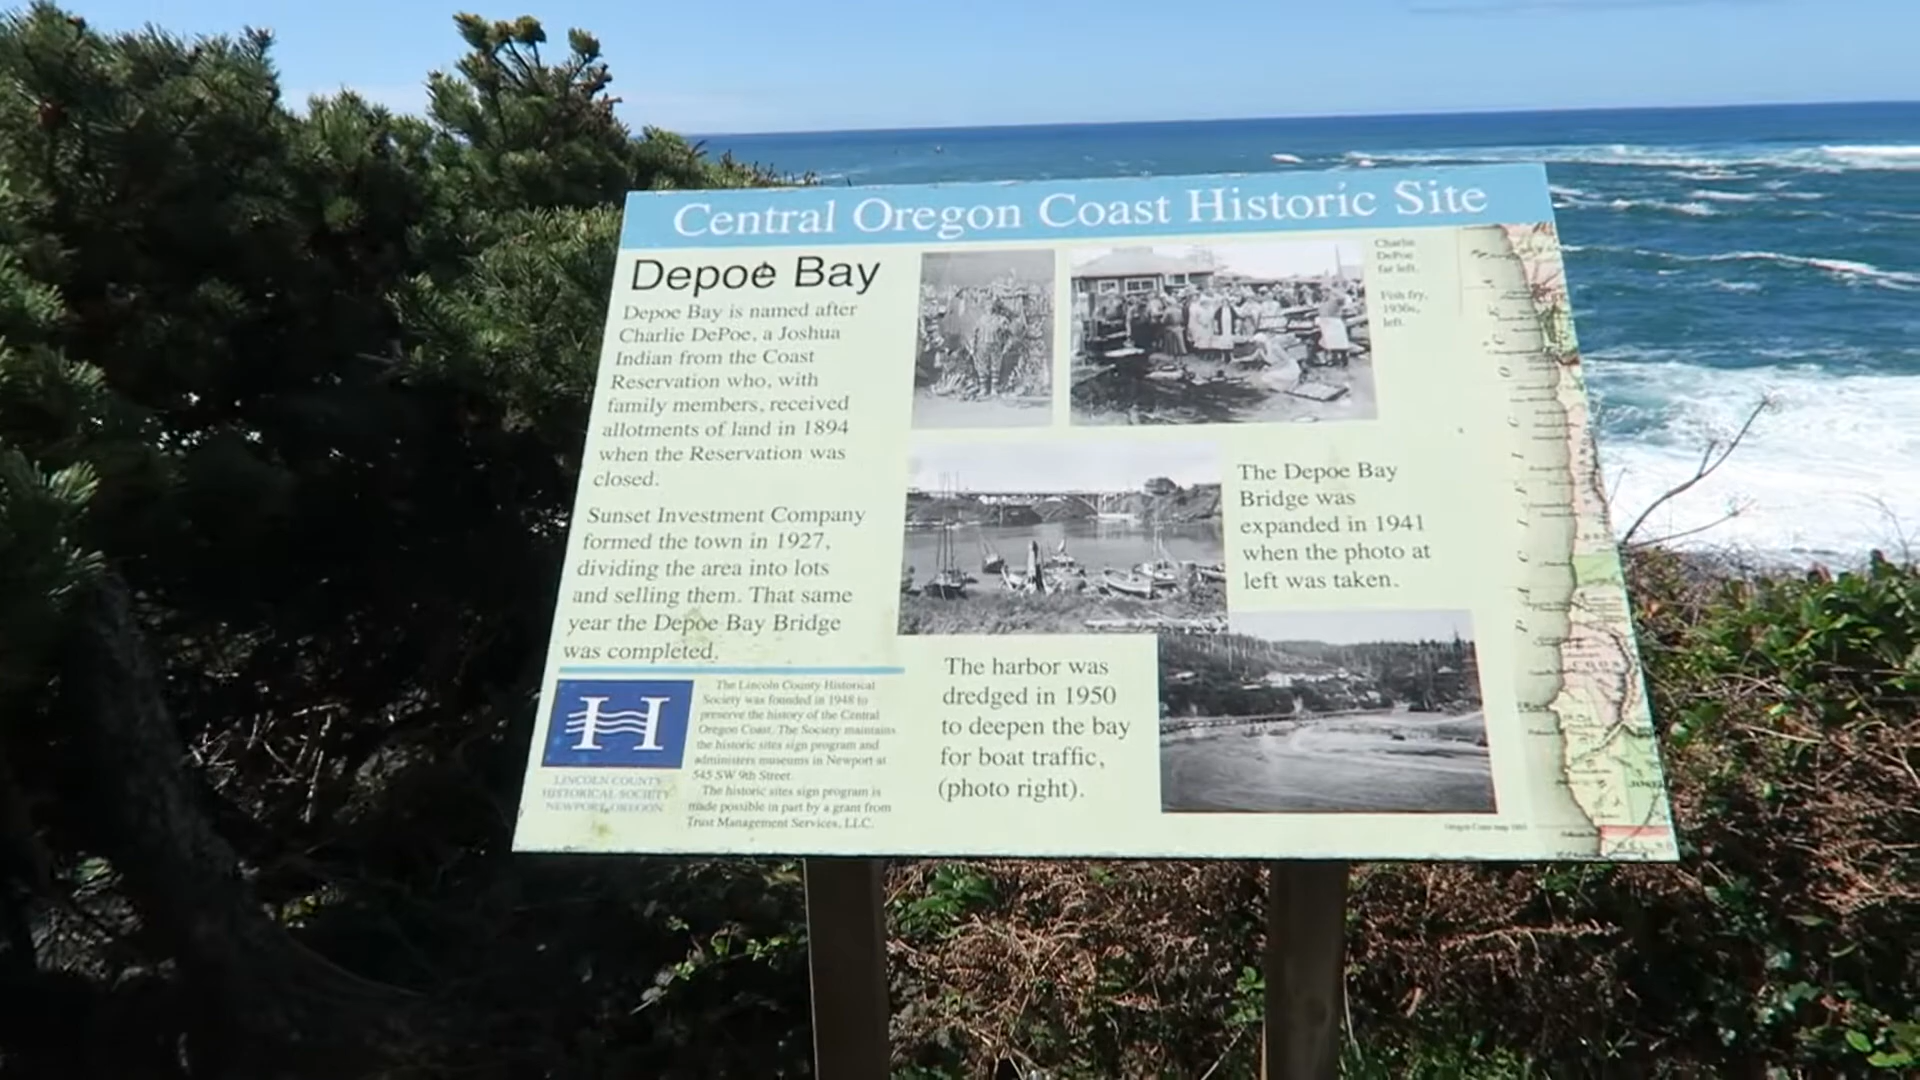 Central Oregon Coast Historic Site
Depoe Bay
Depoe Bay is named after
Charlie DePoe, a Joshua
Indian from the Coast
Reservation who, with
family members, received
allotments of land in 1894
when the Reservation was
closed.
Sunset Investment Company
formed the town in 1927,
dividing the area into lots
and selling them. That same
year the Depoe Bay Bridge
was completed.
Charlie
DePoe
far left.
Fish fry,
1930s,
left.
The Depoe Bay
Bridge was
expanded in 1941
when the photo at
left was taken.
The harbor was
dredged in 1950
to deepen the bay
for boat traffic,
(photo right).
H
LINCOLN COUNTY
HISTORICAL SOCIETY
NEWPORT, OREGON
The Lincoln County Historical
Society was founded in 1948 to
preserve the history of the Central
Oregon Coast. The Society maintains
the historic sites sign program and
administers museums in Newport at
545 SW 9th Street.
The historic sites sign program is
made possible in part by a grant from
Trust Management Services, LLC.
PACIFIC OCEAN